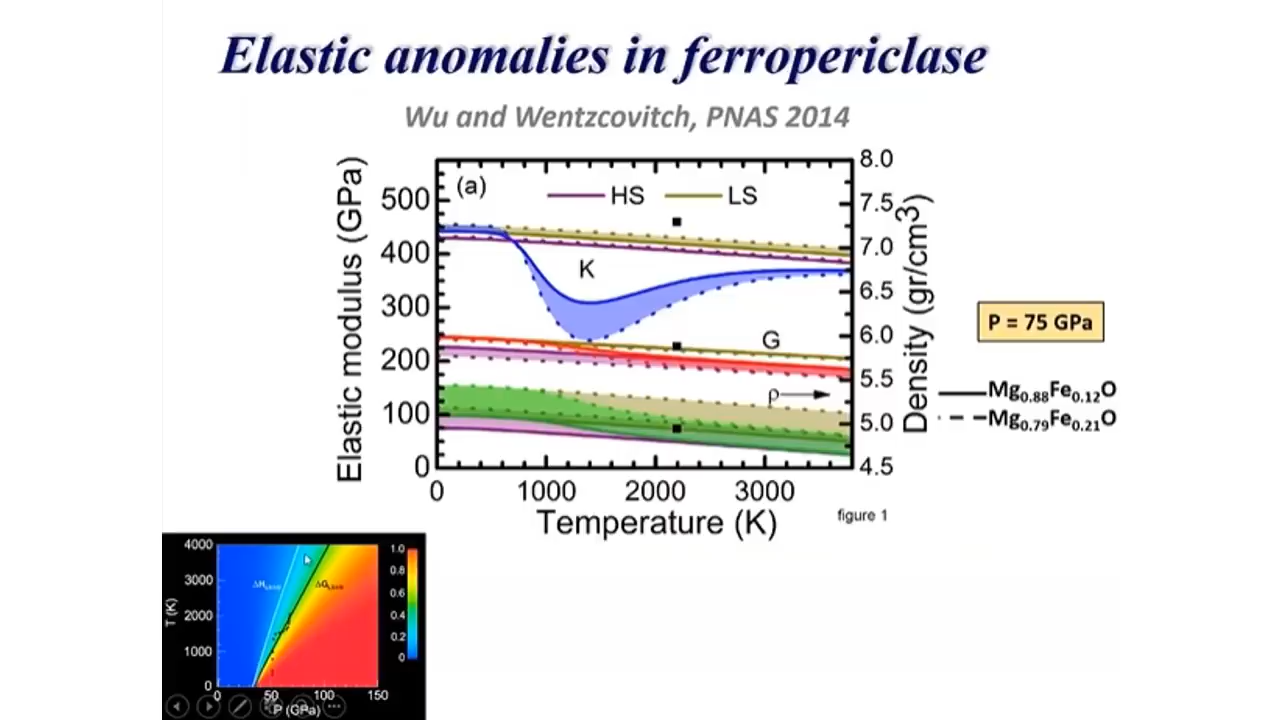 Elastic anomalies in ferropericlase
Wu and Wentzcovitch, PNAS 2014
(a)
HS
LS
K
G
ρ
Elastic modulus (GPa)
500
400
300
200
100
0
0
1000
2000
3000
Temperature (K)
8.0
7.5
7.0
6.5
6.0
5.5
5.0
4.5
Density (gr/cm3)
figure 1
P = 75 GPa
Mg0.88Fe0.12O
Mg0.79Fe0.21O
T (K)
4000
3000
2000
1000
0
0
50
100
150
P (GPa)
1.0
0.8
0.6
0.4
0.2
0